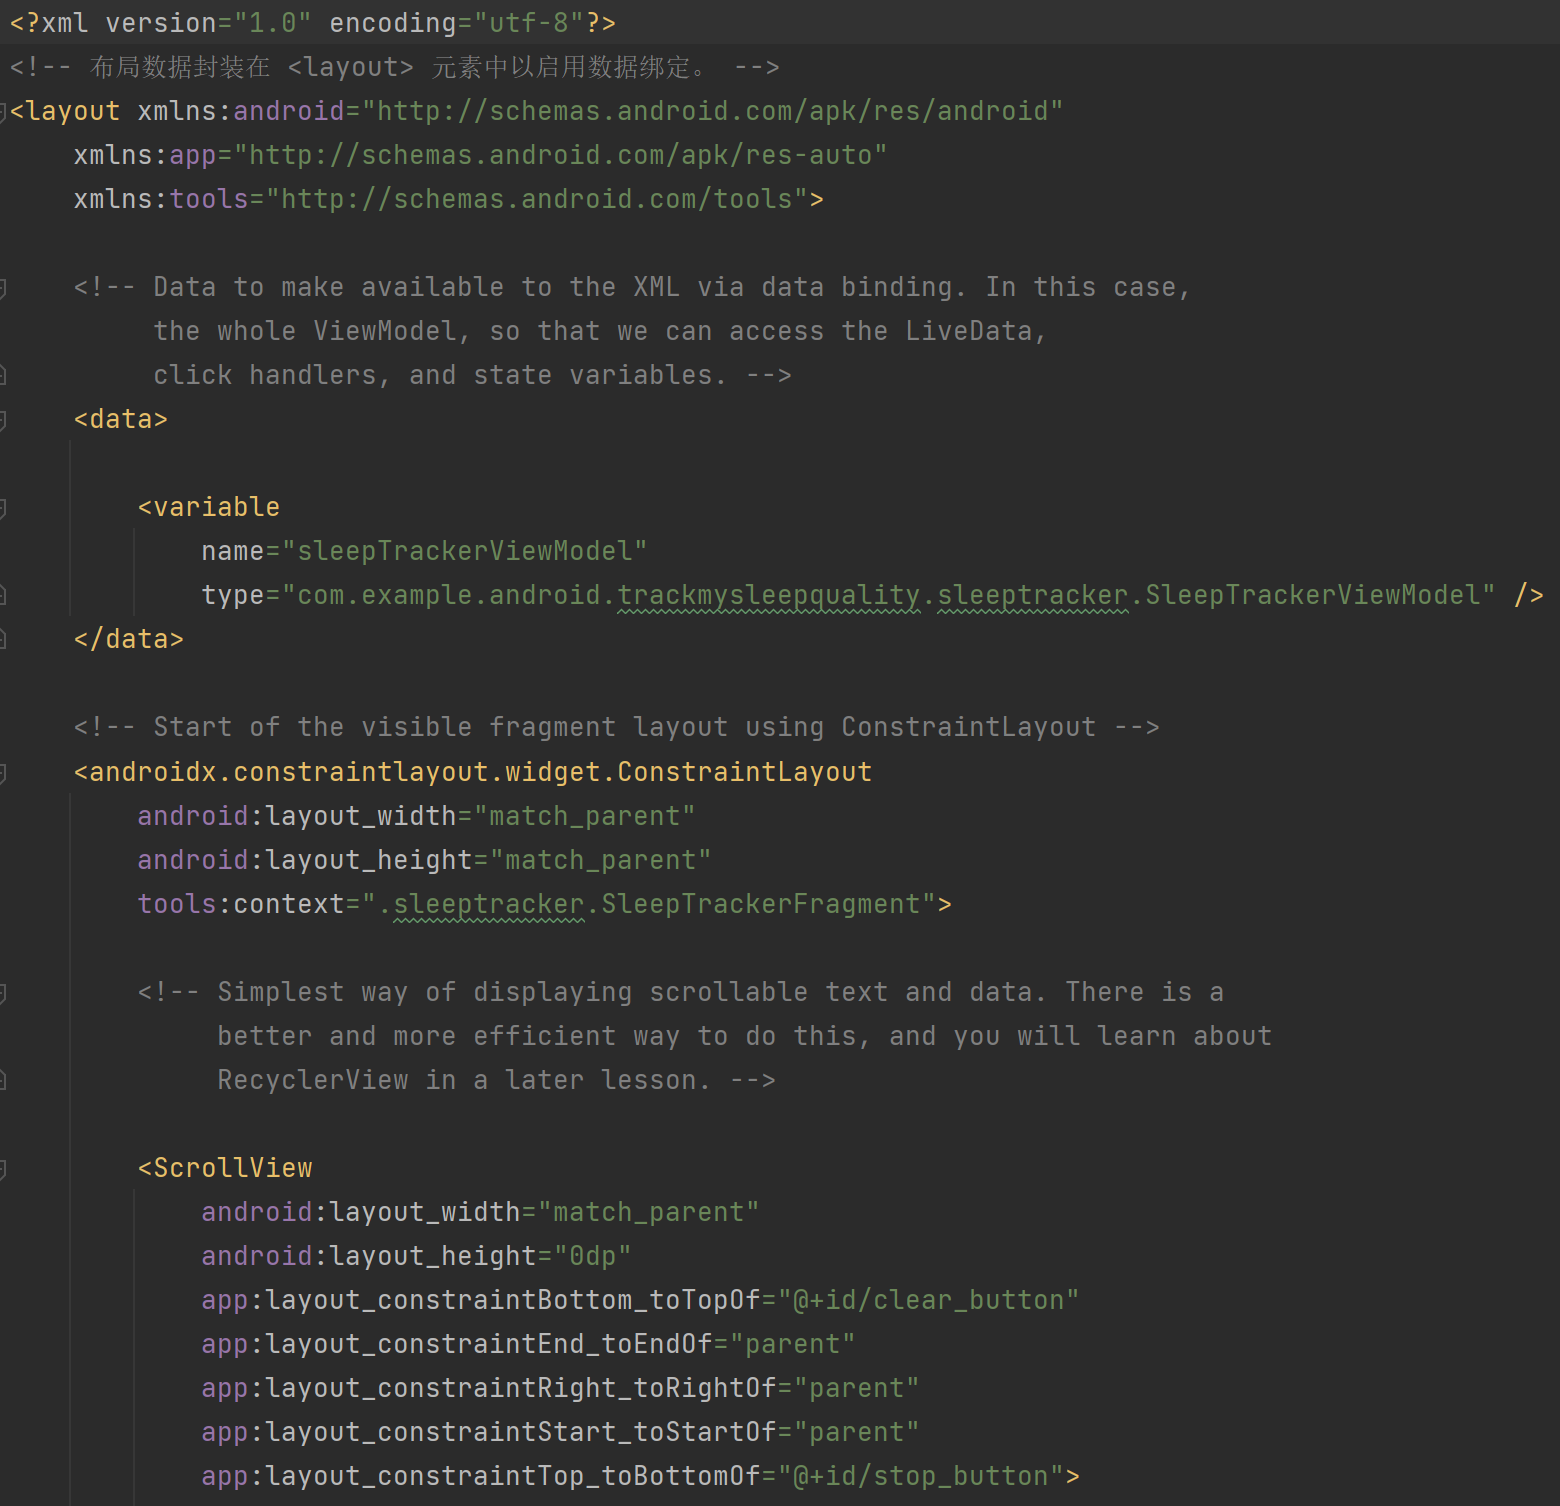 <?xml version="1.0" encoding="utf-8"?>
<!-- 布局数据封装在 <layout> 元素中以启用数据绑定。 -->
<layout xmlns:android="http://schemas.android.com/apk/res/android"
    xmlns:app="http://schemas.android.com/apk/res-auto"
    xmlns:tools="http://schemas.android.com/tools">

    <!-- Data to make available to the XML via data binding. In this case,
         the whole ViewModel, so that we can access the LiveData,
         click handlers, and state variables. -->
    <data>

        <variable
            name="sleepTrackerViewModel"
            type="com.example.android.trackmysleepquality.sleeptracker.SleepTrackerViewModel" />
    </data>

    <!-- Start of the visible fragment layout using ConstraintLayout -->
    <androidx.constraintlayout.widget.ConstraintLayout
        android:layout_width="match_parent"
        android:layout_height="match_parent"
        tools:context=".sleeptracker.SleepTrackerFragment">

        <!-- Simplest way of displaying scrollable text and data. There is a
             better and more efficient way to do this, and you will learn about
             RecyclerView in a later lesson. -->

        <ScrollView
            android:layout_width="match_parent"
            android:layout_height="0dp"
            app:layout_constraintBottom_toTopOf="@+id/clear_button"
            app:layout_constraintEnd_toEndOf="parent"
            app:layout_constraintRight_toRightOf="parent"
            app:layout_constraintStart_toStartOf="parent"
            app:layout_constraintTop_toBottomOf="@+id/stop_button">